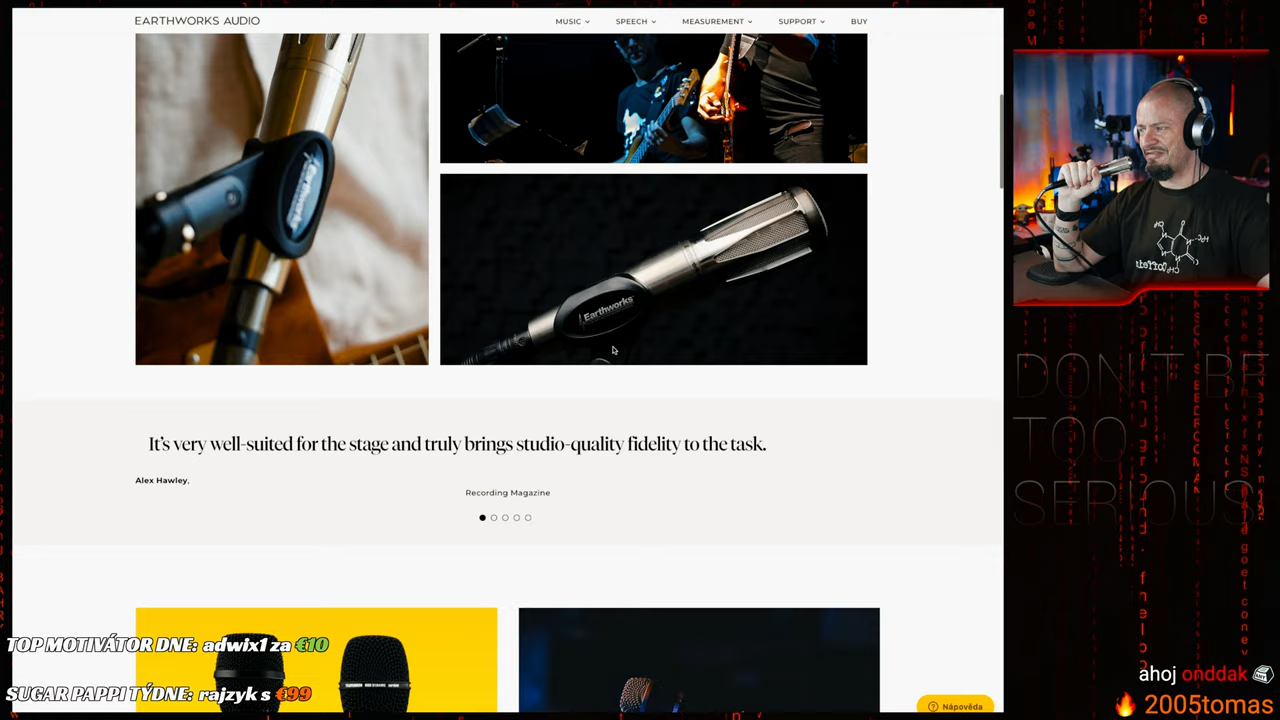 EARTHWORKS AUDIO
MUSIC
SPEECH
MEASUREMENT
SUPPORT
BUY
Earthworks
Earthworks
It's very well-suited for the stage and truly brings studio-quality fidelity to the task.
Alex Hawley,
Recording Magazine
Nápověda
TOP MOTIVÁTOR DNE: adwix1 za €10
SUGAR PAPPI TÝDNE: rajzyk s €99
DON'T BE
TOO
SERIOUS
ahoj onddak
2005tomas